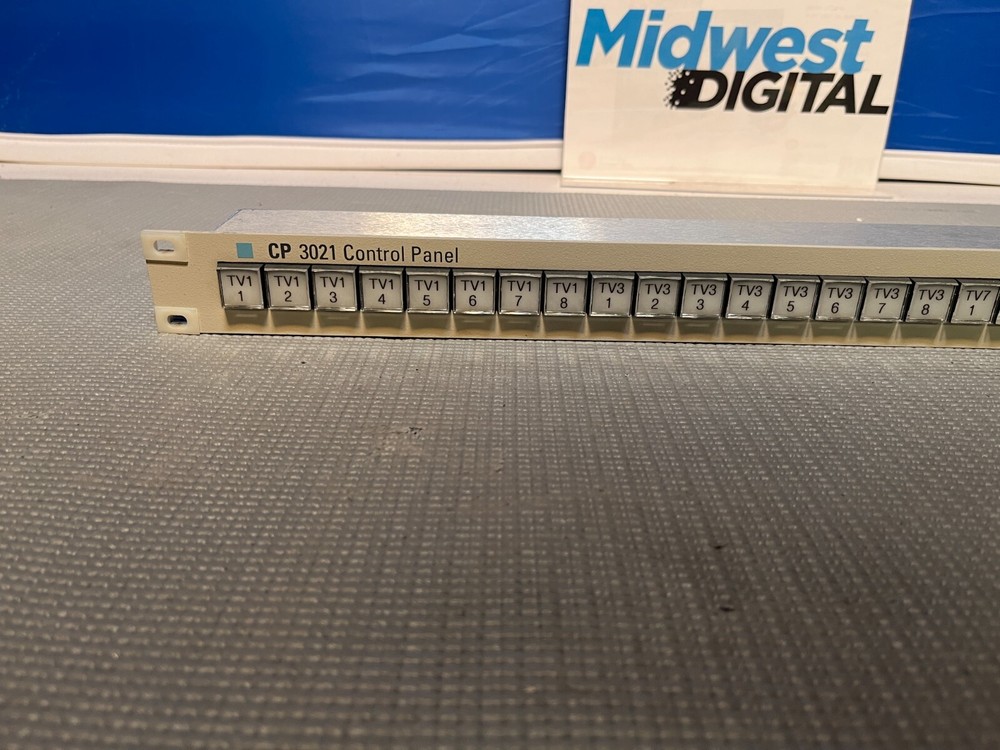 Midwest
DIGITAL
CP 3021 Control Panel
TV1 TV1 TV1 TV1 TV1 TV1 TV1 TV1 TV3 TV3 TV3 TV3 TV3 TV3 TV3 TV3 TV7
1 2 3 4 5 6 7 8 1 2 3 4 5 6 7 8 1